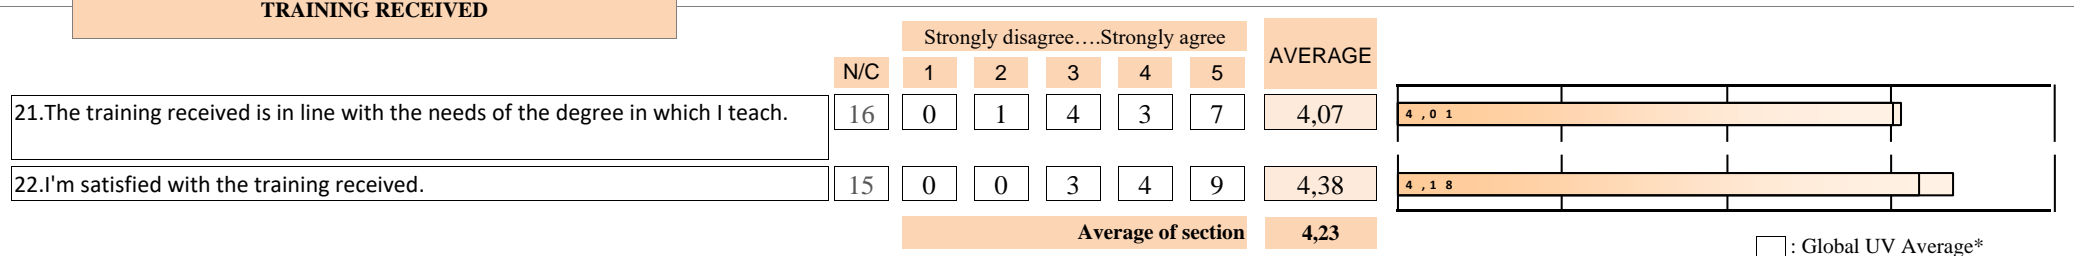 TRAINING RECEIVED
Strongly disagree….Strongly agree
AVERAGE
N/C 1 2 3 4 5
21.The training received is in line with the needs of the degree in which I teach. 16 0 1 4 3 7 4,07 4,01
22.I'm satisfied with the training received. 15 0 0 3 4 9 4,38 4,18
Average of section 4,23
: Global UV Average*